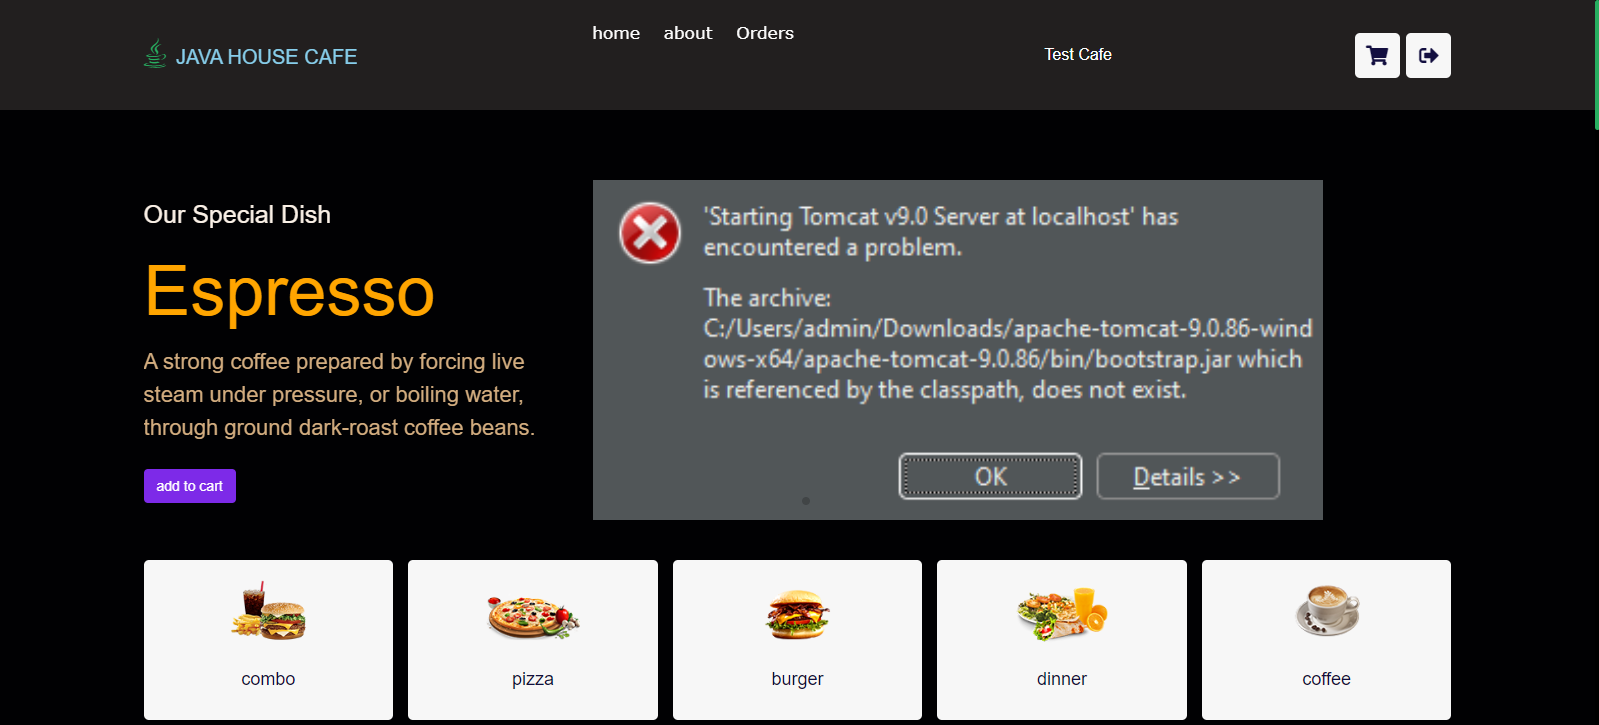 JAVA HOUSE CAFE
home about Orders
Test Cafe
Our Special Dish
Espresso
A strong coffee prepared by forcing live
steam under pressure, or boiling water,
through ground dark-roast coffee beans.
add to cart
'Starting Tomcat v9.0 Server at localhost' has
encountered a problem.
The archive:
C:/Users/admin/Downloads/apache-tomcat-9.0.86-wind
ows-x64/apache-tomcat-9.0.86/bin/bootstrap.jar which
is referenced by the classpath, does not exist.
OK Details >>
combo pizza burger dinner coffee